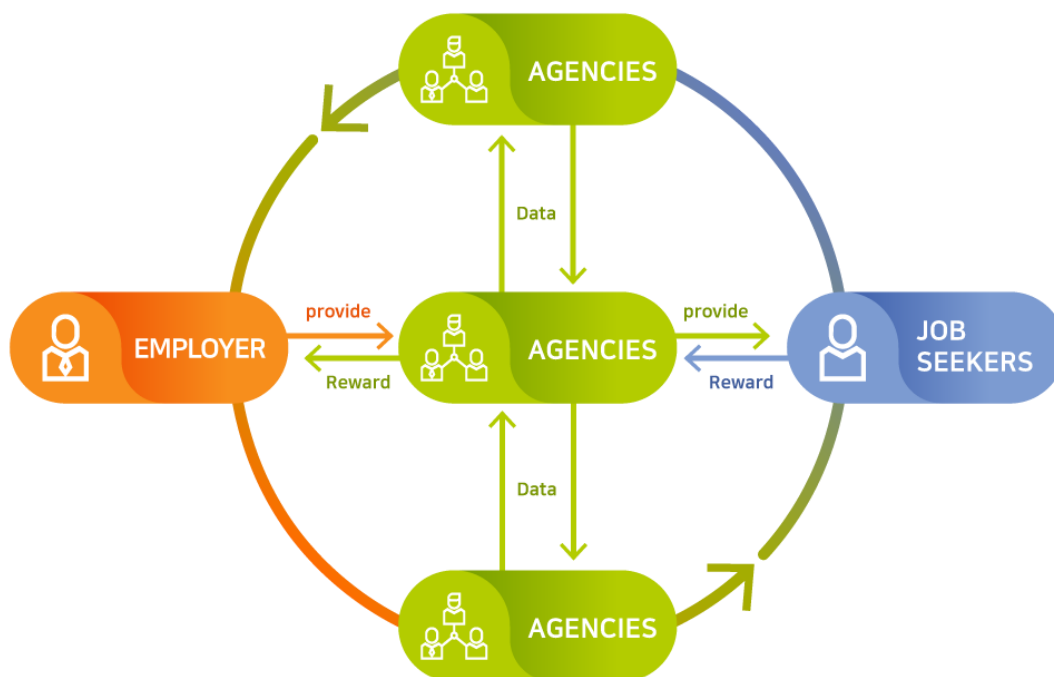 AGENCIES
Data
provide
provide
EMPLOYER
AGENCIES
JOB
SEEKERS
Reward
Reward
Data
AGENCIES